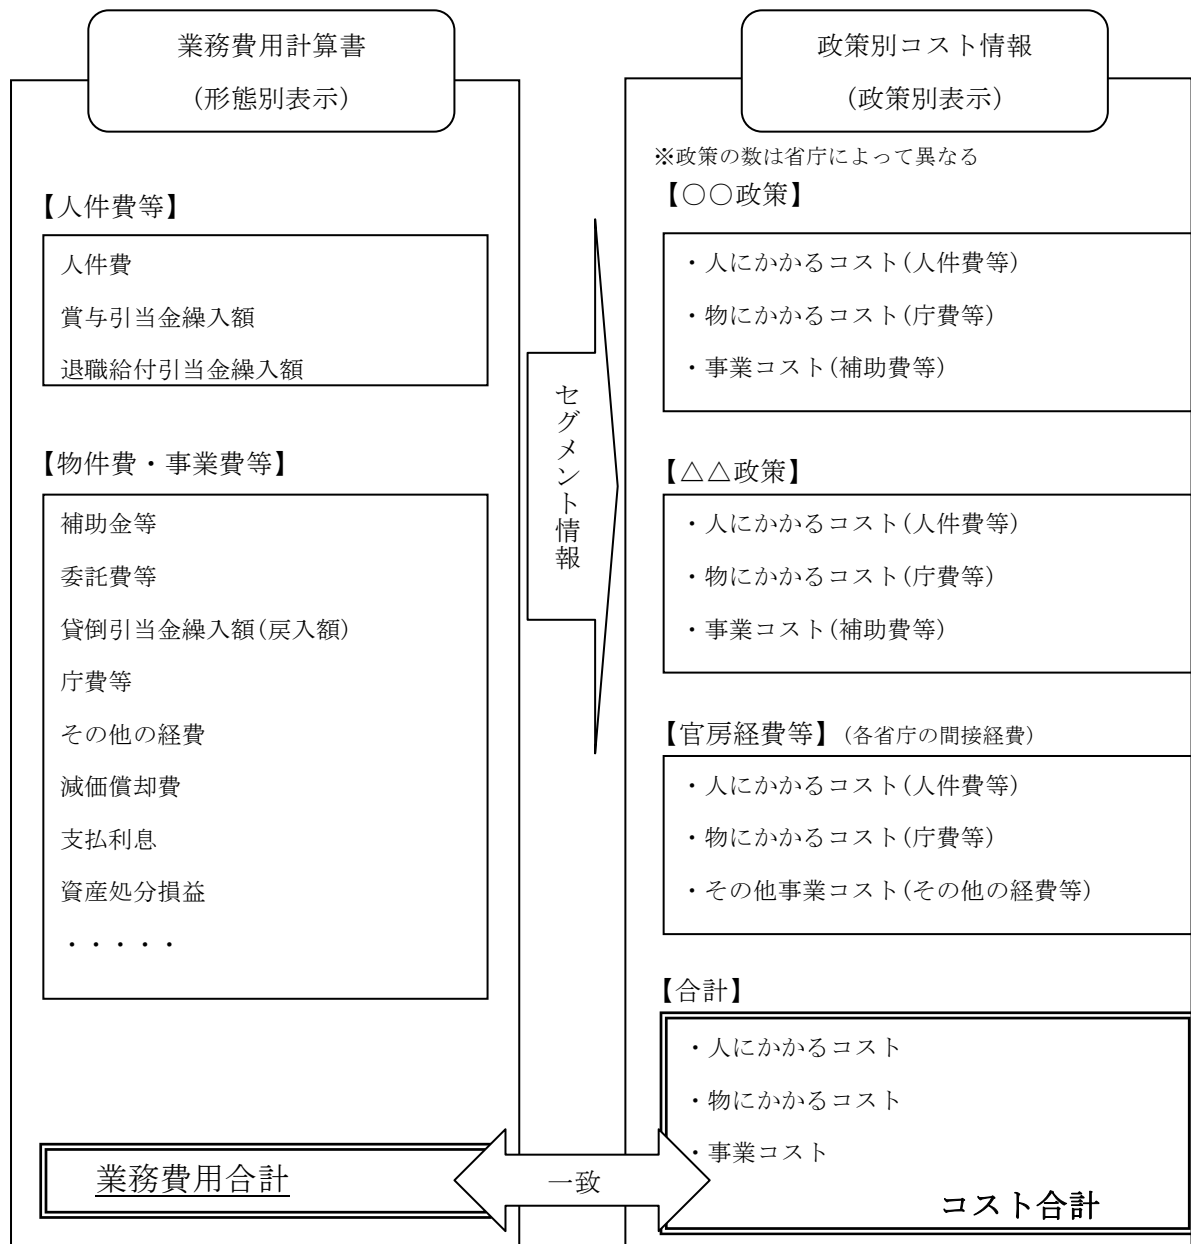 業務費用計算書
(形態別表示)
【人件費等】
人件費
賞与引当金繰入額
退職給付引当金繰入額
【物件費・事業費等】
補助金等
委託費等
貸倒引当金繰入額(戻入額)
庁費等
その他の経費
減価償却費
支払利息
資産処分損益
・・・・・
業務費用合計
セグメント情報
一致
政策別コスト情報
(政策別表示)
※政策の数は省庁によって異なる
【○○政策】
・人にかかるコスト(人件費等)
・物にかかるコスト(庁費等)
・事業コスト(補助費等)
【△△政策】
・人にかかるコスト(人件費等)
・物にかかるコスト(庁費等)
・事業コスト(補助費等)
【官房経費等】(各省庁の間接経費)
・人にかかるコスト(人件費等)
・物にかかるコスト(庁費等)
・その他事業コスト(その他の経費等)
【合計】
・人にかかるコスト
・物にかかるコスト
・事業コスト
コスト合計